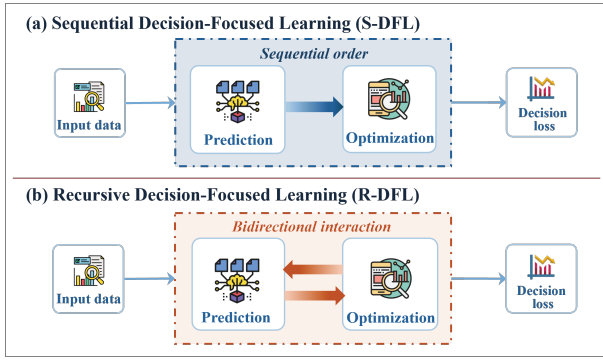 (a) Sequential Decision-Focused Learning (S-DFL)
Sequential order
Input data
Prediction
Optimization
Decision
loss
(b) Recursive Decision-Focused Learning (R-DFL)
Bidirectional interaction
Input data
Prediction
Optimization
Decision
loss